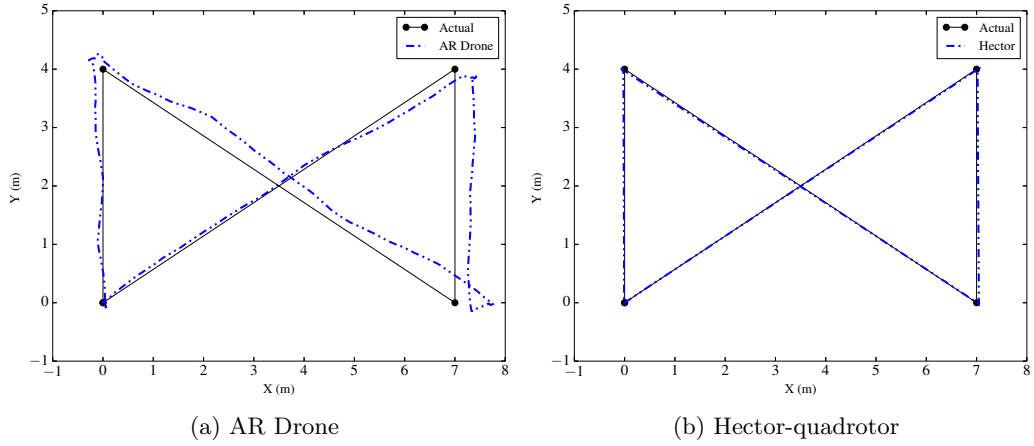 5
4
3
2
1
0
−1
Y (m)
−1 0 1 2 3 4 5 6 7 8
X (m)
Actual
AR Drone
(a) AR Drone
5
4
3
2
1
0
−1
Y (m)
−1 0 1 2 3 4 5 6 7 8
X (m)
Actual
Hector
(b) Hector-quadrotor